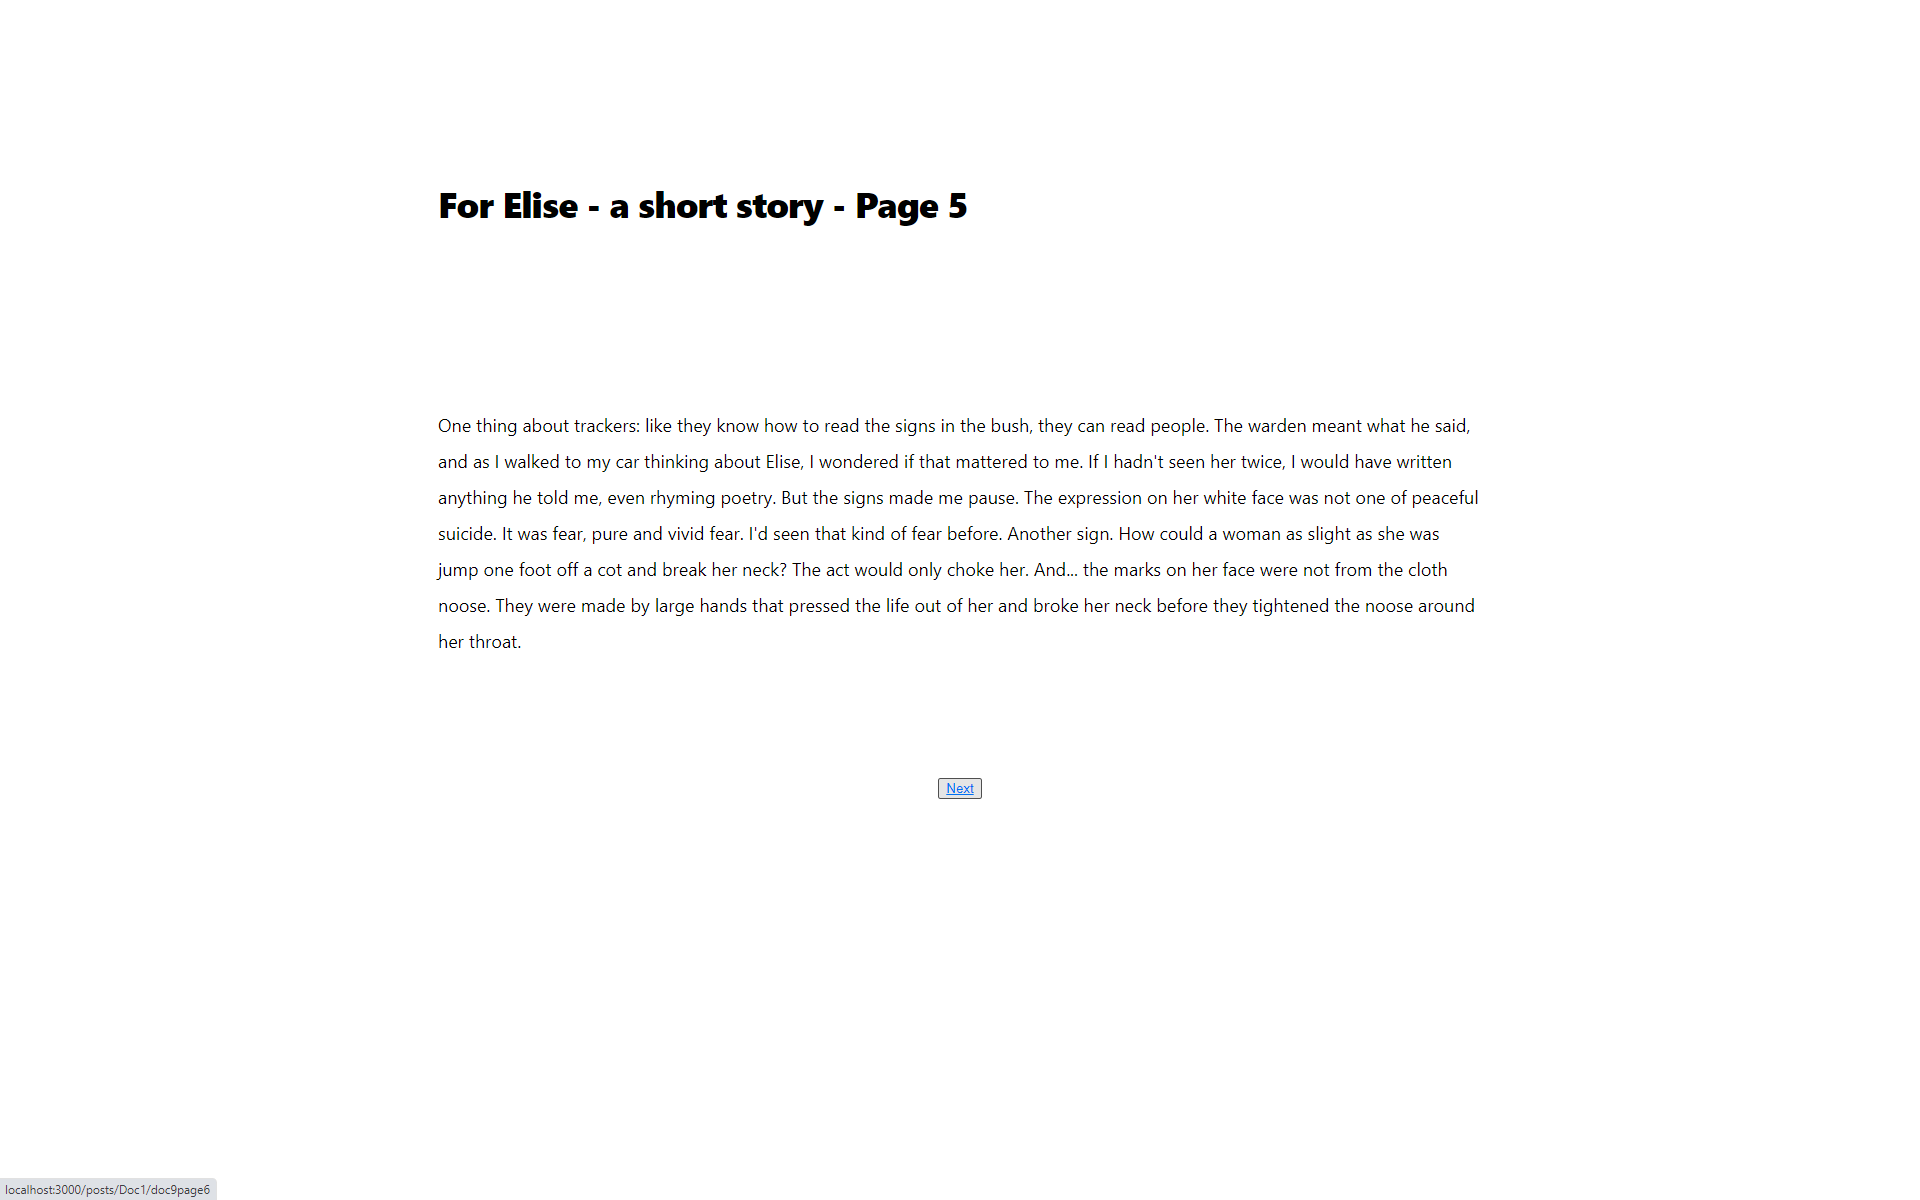 For Elise - a short story - Page 5
One thing about trackers: like they know how to read the signs in the bush, they can read people. The warden meant what he said,
and as I walked to my car thinking about Elise, I wondered if that mattered to me. If I hadn't seen her twice, I would have written
anything he told me, even rhyming poetry. But the signs made me pause. The expression on her white face was not one of peaceful
suicide. It was fear, pure and vivid fear. I'd seen that kind of fear before. Another sign. How could a woman as slight as she was
jump one foot off a cot and break her neck? The act would only choke her. And... the marks on her face were not from the cloth
noose. They were made by large hands that pressed the life out of her and broke her neck before they tightened the noose around
her throat.
Next
localhost:3000/posts/Doc1/doc9page6